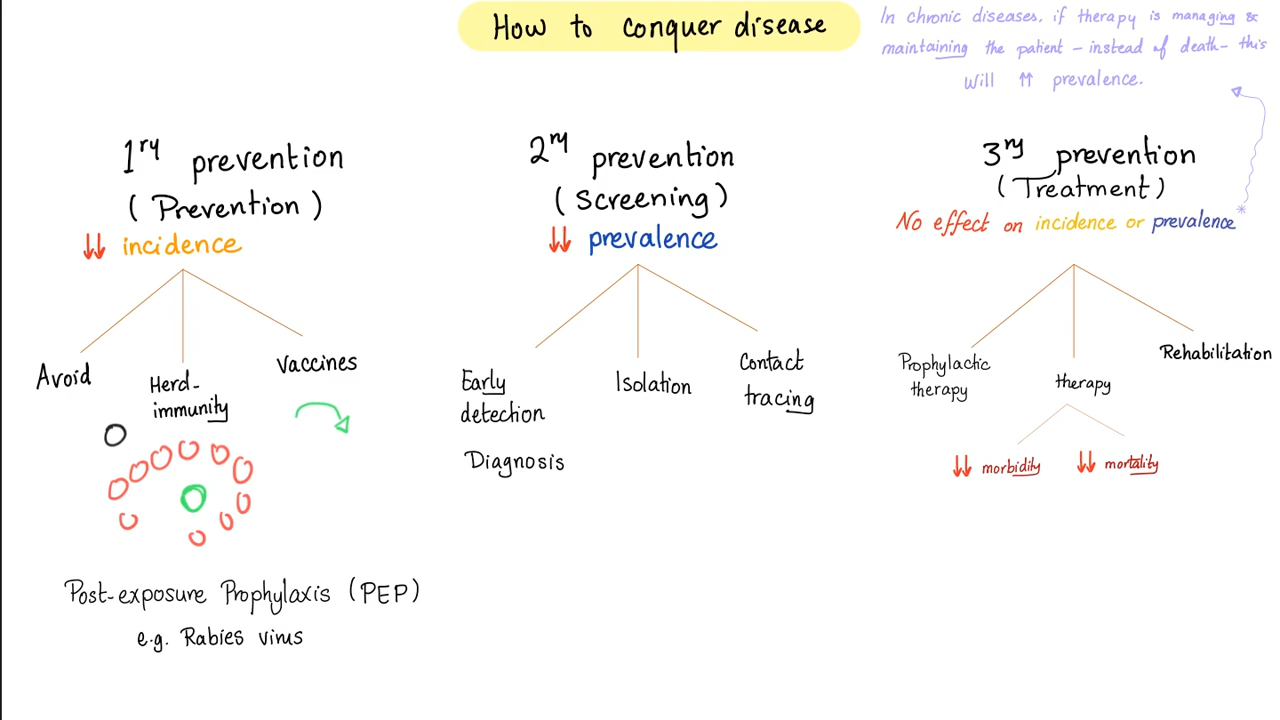 How to conquer disease
In chronic diseases, if therapy is managing &
maintaining the patient - instead of death - this
will ↑↑ prevalence.
1ry prevention
(Prevention)
↓↓ incidence
Avoid
Herd-
immunity
Vaccines
Post-exposure Prophylaxis (PEP)
e.g. Rabies virus
2ry prevention
(Screening)
↓↓ prevalence
Early
detection
Diagnosis
Isolation
Contact
tracing
3ry prevention
(Treatment)
No effect on incidence or prevalence *
Prophylactic
therapy
therapy
Rehabilitation
↓↓ morbidity
↓↓ mortality